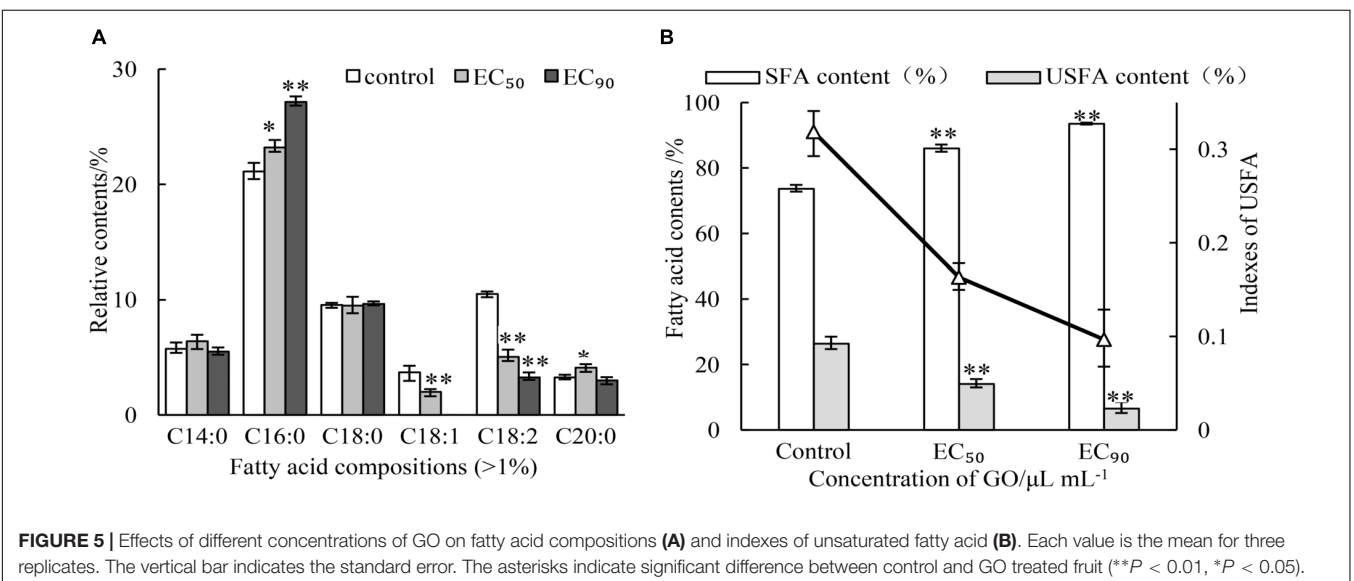 A
30
20
10
0
Relative contents/%
control EC₅₀ EC₉₀
* **
** ** ** *
C14:0 C16:0 C18:0 C18:1 C18:2 C20:0
Fatty acid compositions (>1%)
B
SFA content（%） USFA content（%）
100
80
60
40
20
0
Fatty acid conents /%
** **
** **
0.3
0.2
0.1
0
Indexes of USFA
Control EC₅₀ EC₉₀
Concentration of GO/μL mL⁻¹
FIGURE 5 | Effects of different concentrations of GO on fatty acid compositions (A) and indexes of unsaturated fatty acid (B). Each value is the mean for three
replicates. The vertical bar indicates the standard error. The asterisks indicate significant difference between control and GO treated fruit (**P < 0.01, *P < 0.05).